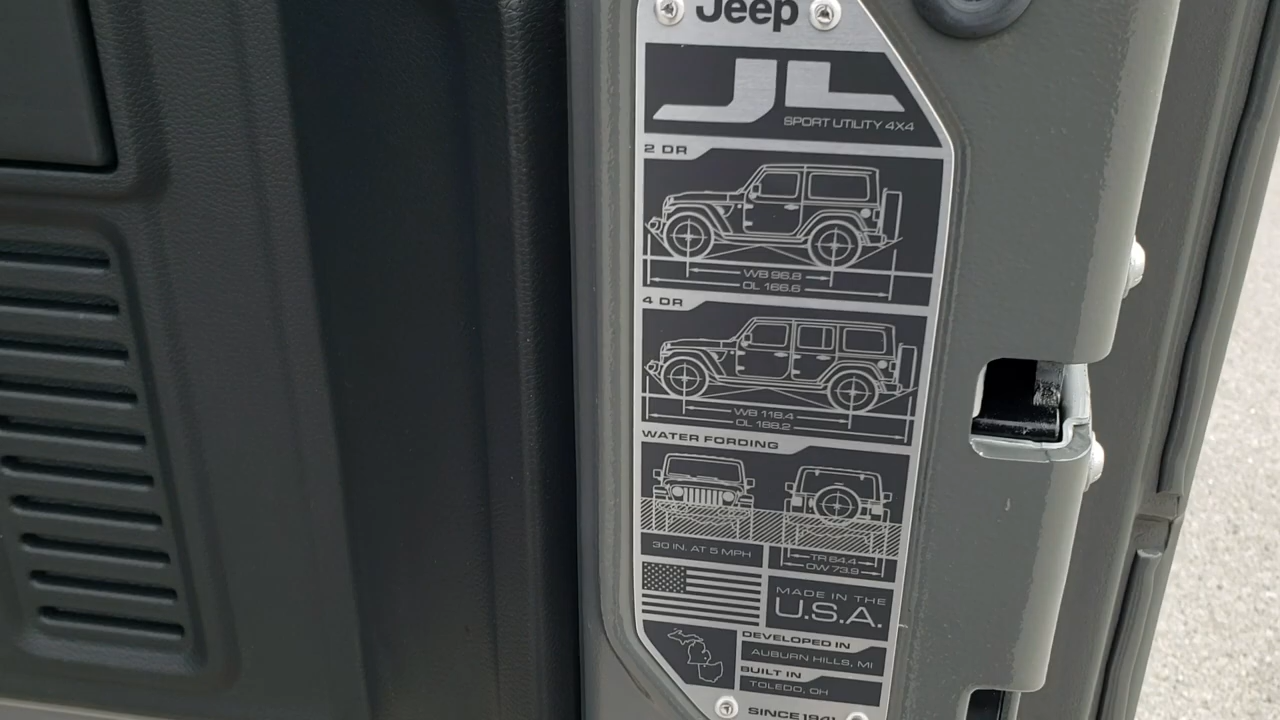 Jeep
JL
SPORT UTILITY 4X4
2 DR
WB 96.8
OL 166.6
4 DR
WB 118.4
OL 188.2
WATER FORDING
30 IN. AT 5 MPH
TR 64.4
OW 73.9
MADE IN THE
U.S.A.
DEVELOPED IN
AUBURN HILLS, MI
BUILT IN
TOLEDO, OH
SINCE 1941